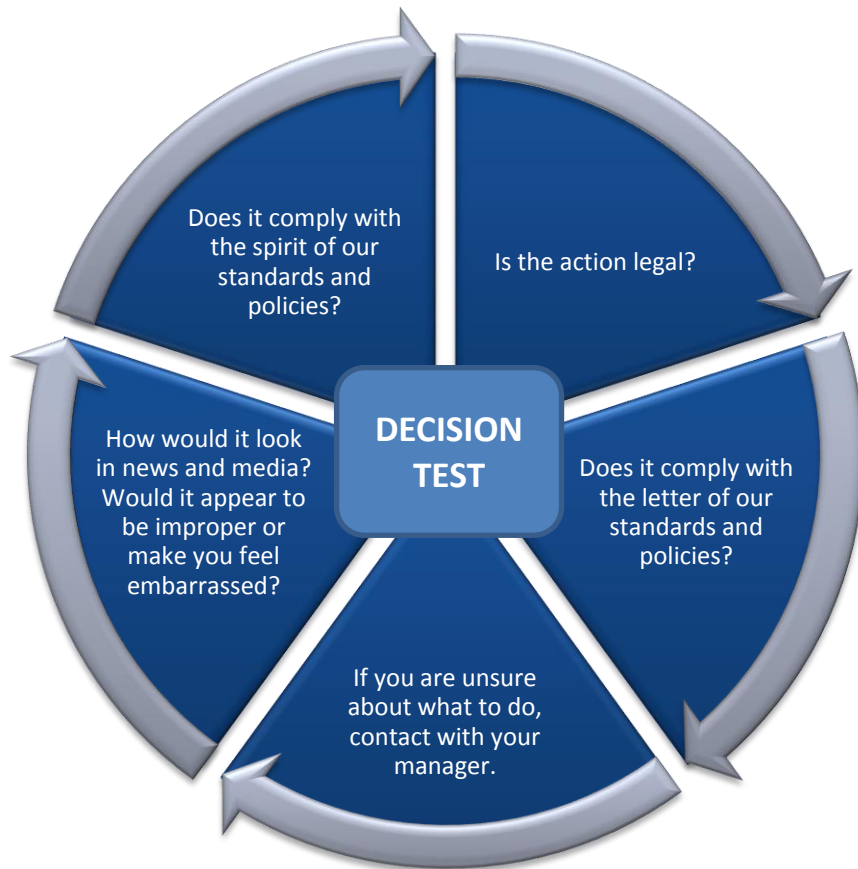 Is the action legal?
Does it comply with
the letter of our
standards and
policies?
If you are unsure
about what to do,
contact with your
manager.
How would it look
in news and media?
Would it appear to
be improper or
make you feel
embarrassed?
Does it comply with
the spirit of our
standards and
policies?
DECISION
TEST